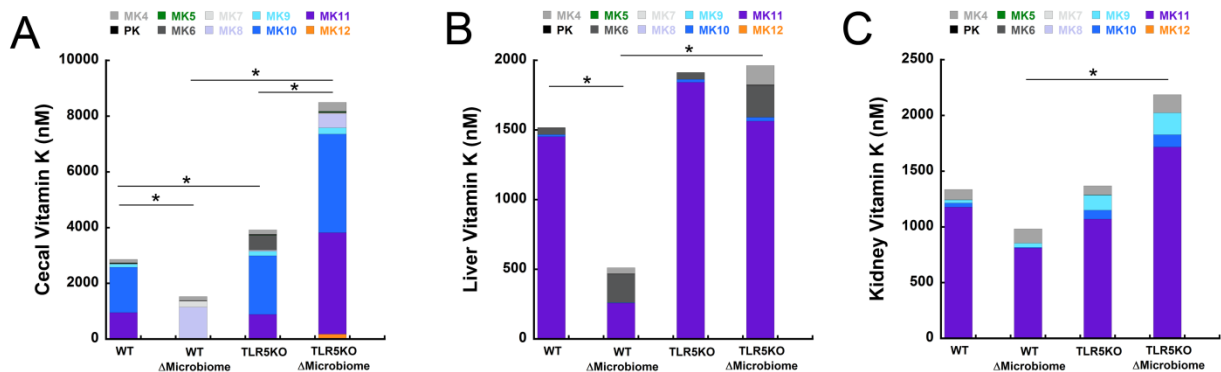 A
MK4 MK5 MK7 MK9 MK11
PK MK6 MK8 MK10 MK12
Cecal Vitamin K (nM)
10000
8000
6000
4000
2000
0
*
*
*
*
WT
WT
ΔMicrobiome
TLR5KO
TLR5KO
ΔMicrobiome
B
MK4 MK5 MK7 MK9 MK11
PK MK6 MK8 MK10 MK12
Liver Vitamin K (nM)
2000
1500
1000
500
0
*
*
WT
WT
ΔMicrobiome
TLR5KO
TLR5KO
ΔMicrobiome
C
MK4 MK5 MK7 MK9 MK11
PK MK6 MK8 MK10 MK12
Kidney Vitamin K (nM)
2500
2000
1500
1000
500
0
*
WT
WT
ΔMicrobiome
TLR5KO
TLR5KO
ΔMicrobiome